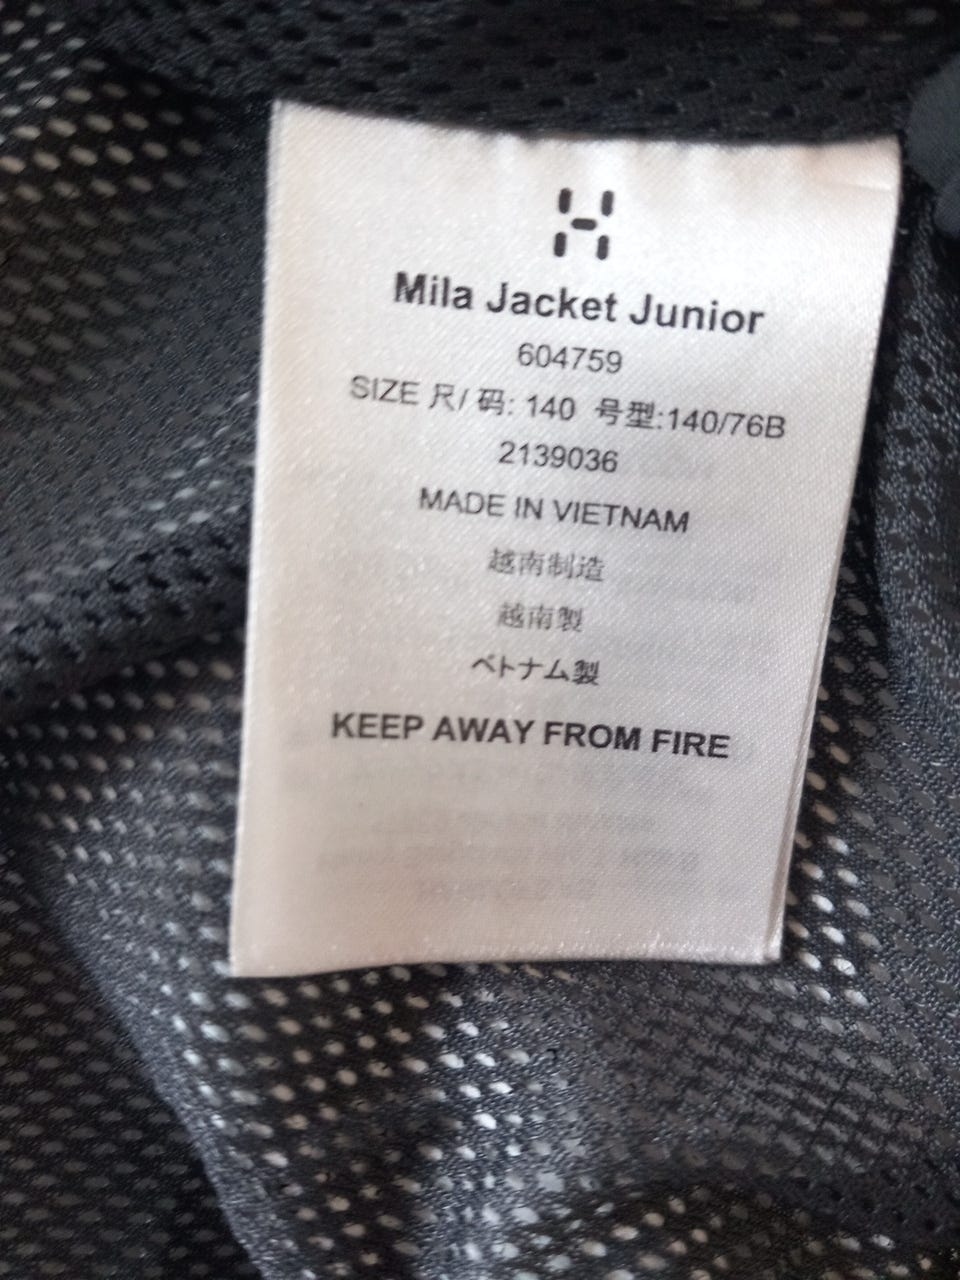 Mila Jacket Junior
604759
SIZE 尺/ 码: 140 号型:140/76B
2139036
MADE IN VIETNAM
越南制造
越南製
ベトナム製
KEEP AWAY FROM FIRE